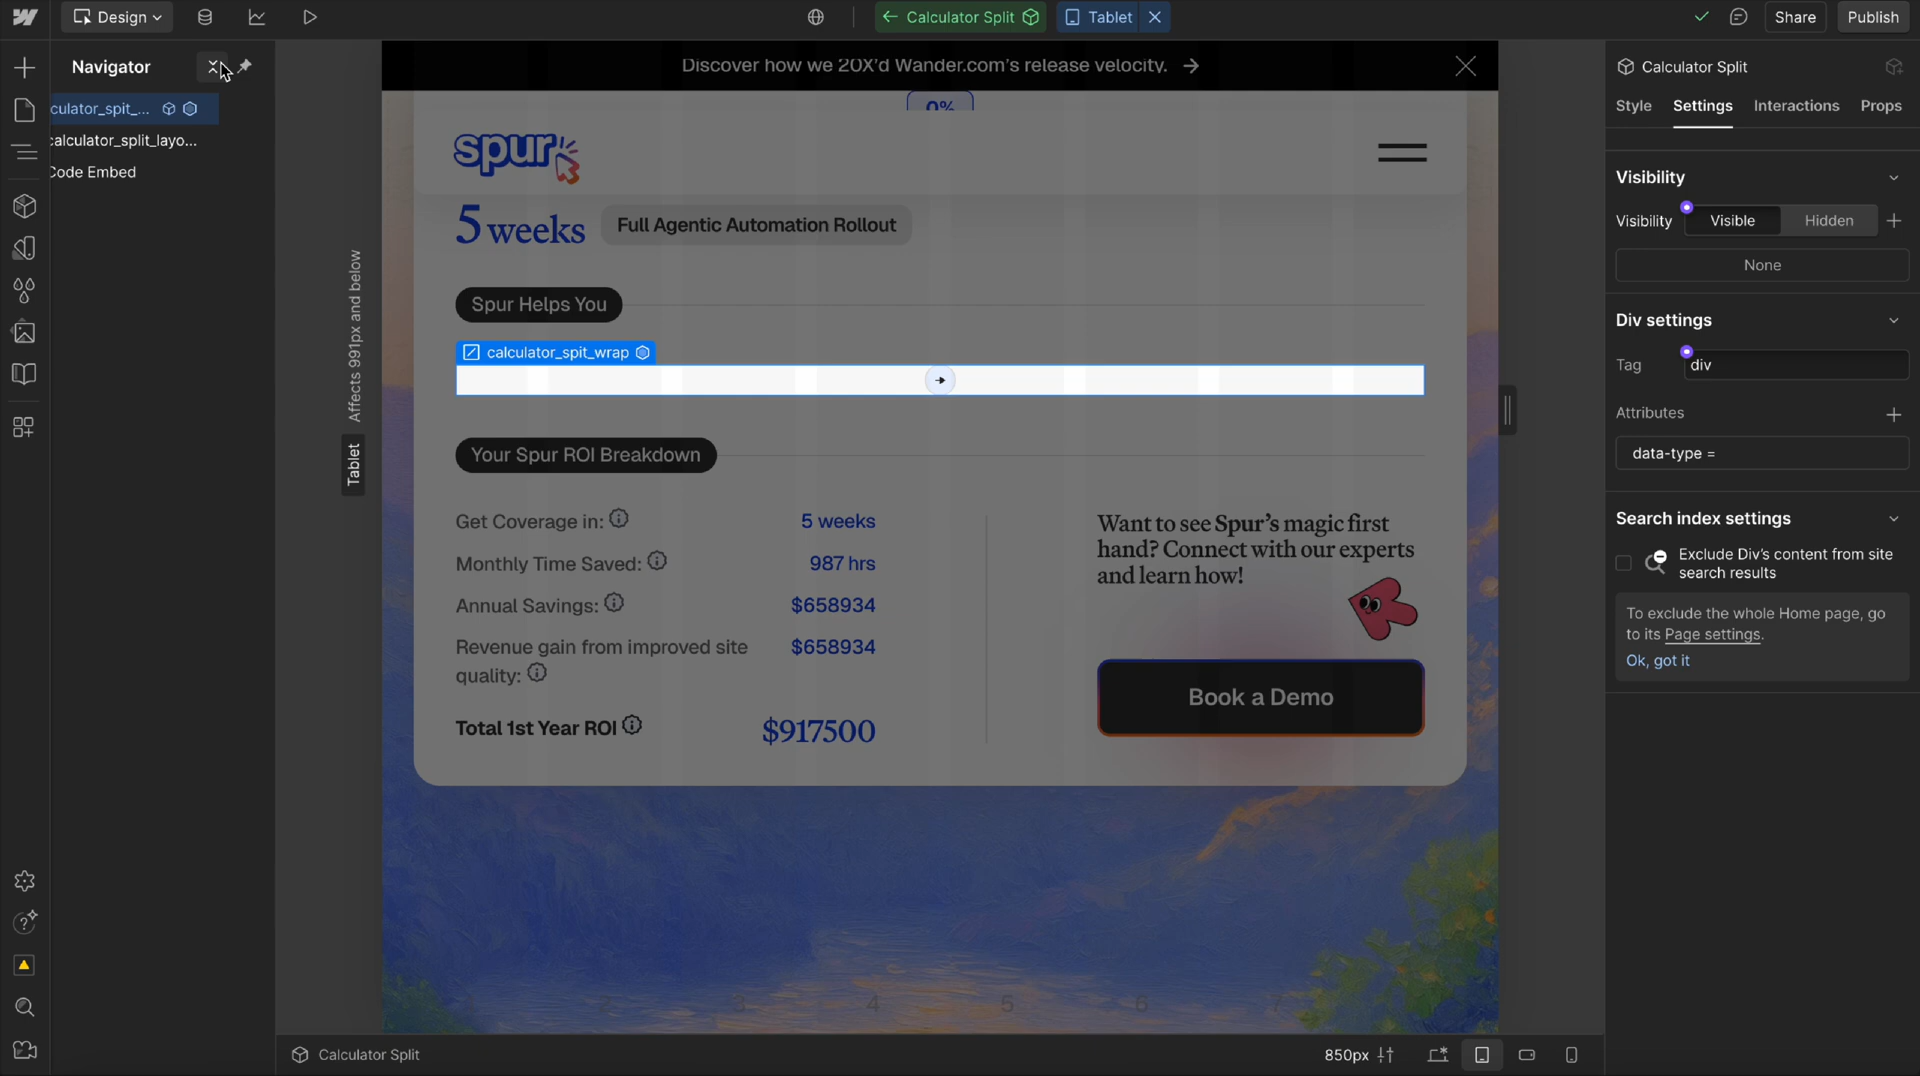 Design
Calculator Split
Tablet
Share
Publish
Navigator
culator_spit_...
calculator_split_layo...
Code Embed
Affects 991px and below
Tablet
Discover how we 20X'd Wander.com's release velocity.
0%
spur
5 weeks
Full Agentic Automation Rollout
Spur Helps You
calculator_spit_wrap
Your Spur ROI Breakdown
Get Coverage in:
5 weeks
Monthly Time Saved:
987 hrs
Annual Savings:
$658934
Revenue gain from improved site
quality:
$658934
Total 1st Year ROI
$917500
Want to see Spur's magic first
hand? Connect with our experts
and learn how!
Book a Demo
2
3
4
5
6
7
Calculator Split
850px
Calculator Split
Style
Settings
Interactions
Props
Visibility
Visibility
Visible
Hidden
None
Div settings
Tag
div
Attributes
data-type =
Search index settings
Exclude Div's content from site
search results
To exclude the whole Home page, go
to its Page settings.
Ok, got it